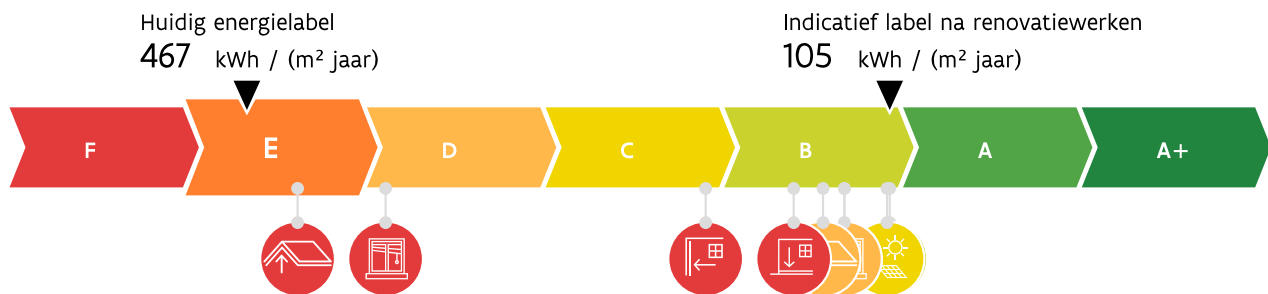 Huidig energielabel
467 kWh / (m² jaar)
Indicatief label na renovatiewerken
105 kWh / (m² jaar)
F E D C B A A+